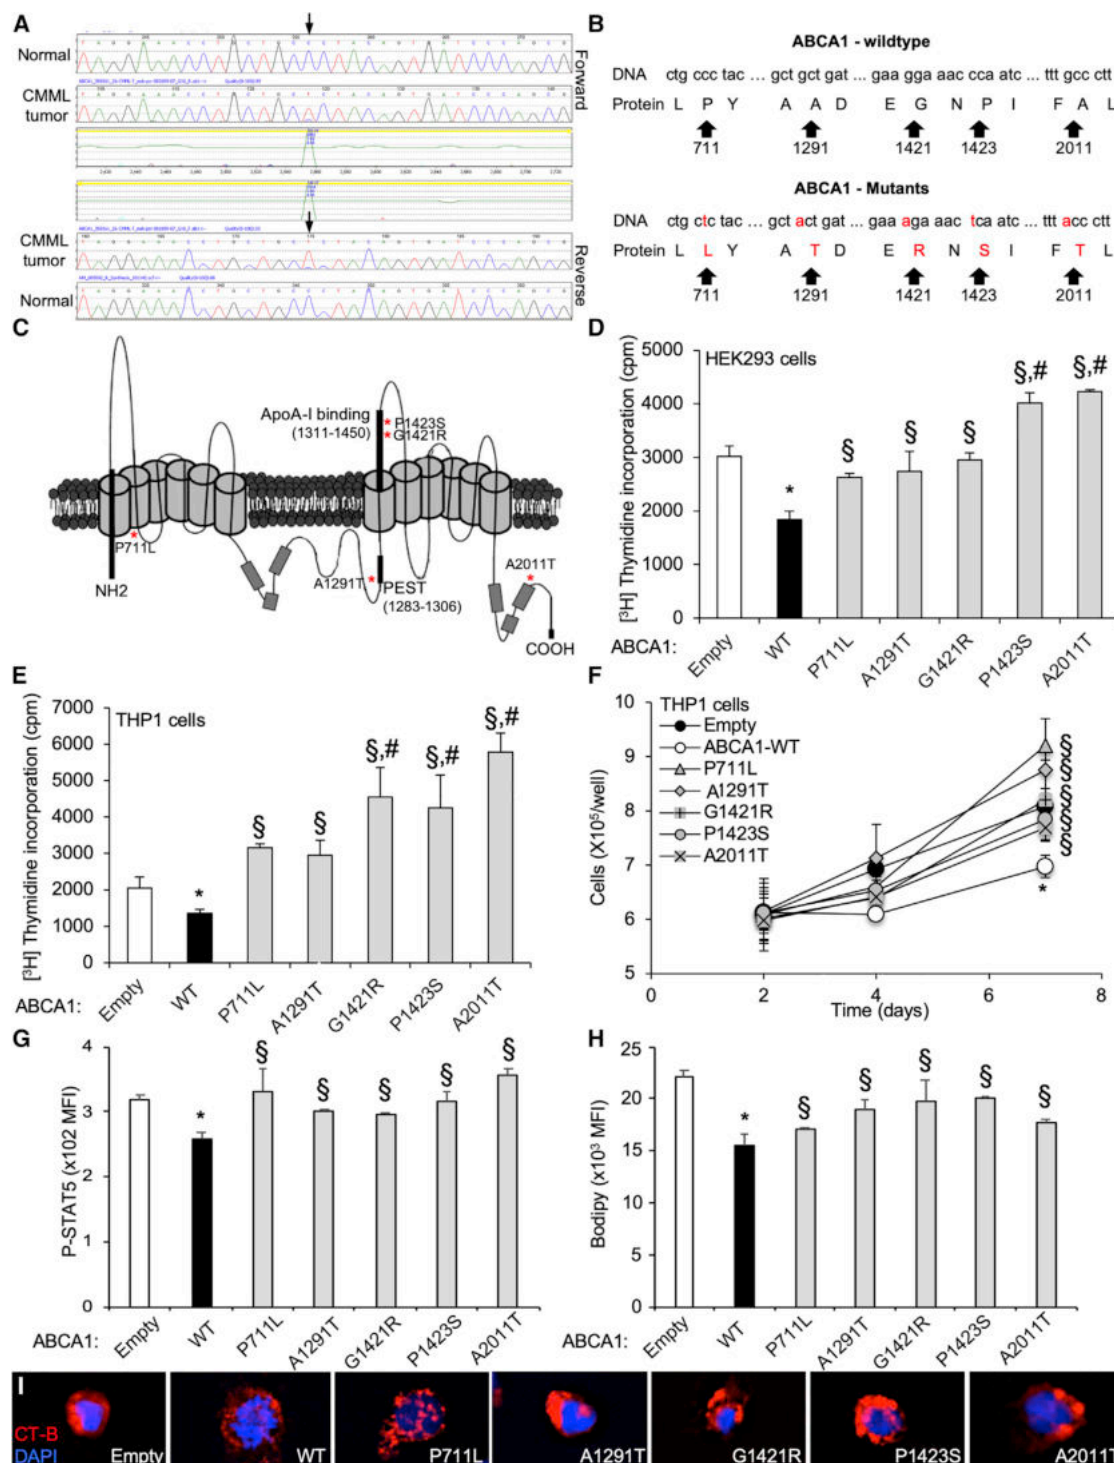 A
Normal
CMML
tumor
Forward
CMML
tumor
Normal
Reverse
B
ABCA1 - wildtype
DNA ctg ccc tac ... gct gct gat ... gaa gga aac cca atc ... ttt gcc ctt
Protein L P Y A A D E G N P I F A L
711 1291 1421 1423 2011
ABCA1 - Mutants
DNA ctg ctc tac ... gct act gat ... gaa aga aac tca atc ... ttt acc ctt
Protein L L Y A T D E R N S I F T L
711 1291 1421 1423 2011
C
ApoA-I binding
(1311-1450)
* P1423S
* G1421R
*
P711L
NH2
A1291T *
PEST
(1283-1306)
A2011T
*
COOH
D
HEK293 cells
[³H] Thymidine incorporation (cpm)
5000
4000
3000
2000
1000
0
* § § § §,# §,#
ABCA1: Empty WT P711L A1291T G1421R P1423S A2011T
E
THP1 cells
[³H] Thymidine incorporation (cpm)
7000
6000
5000
4000
3000
2000
1000
0
* § § §,# §,# §,#
ABCA1: Empty WT P711L A1291T G1421R P1423S A2011T
F
THP1 cells
Empty
ABCA1-WT
P711L
A1291T
G1421R
P1423S
A2011T
Cells (X10⁵/well)
10
9
8
7
6
5
§
§
§
§
§
*
0 2 4 6 8
Time (days)
G
P-STAT5 (x102 MFI)
4
3
2
1
0
* § § § § §
ABCA1: Empty WT P711L A1291T G1421R P1423S A2011T
H
Bodipy (x10³ MFI)
25
20
15
10
5
0
* § § § § §
ABCA1: Empty WT P711L A1291T G1421R P1423S A2011T
I
CT-B
DAPI
Empty WT P711L A1291T G1421R P1423S A2011T